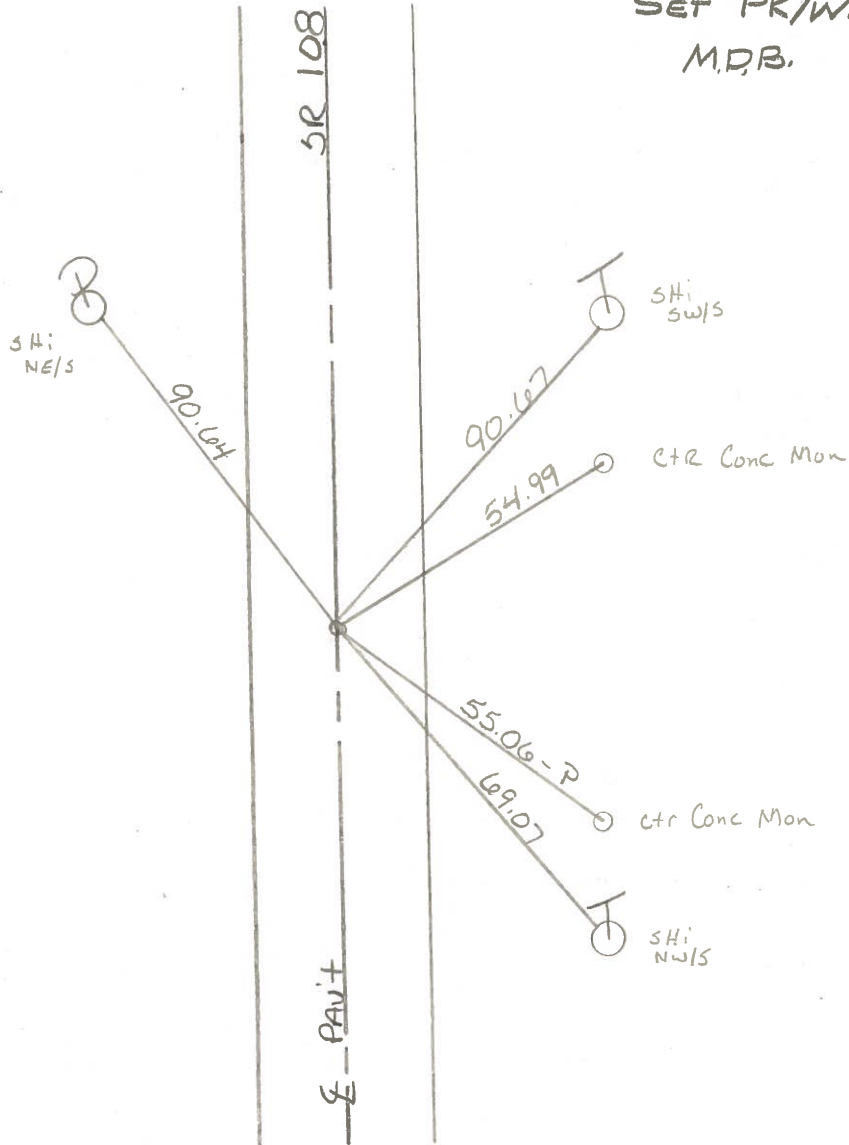 SET PK/W
M.D.B.
SR 108
SHi
NE/S
90.64
SHi
SW/S
90.67
CtR Conc Mon
54.99
55.06-P
69.07
ctr Conc Mon
SHi
NW/S
℄ PAV't